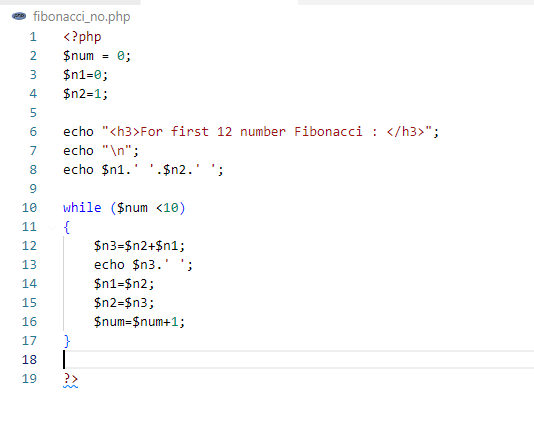 fibonacci_no.php
1 <?php
2 $num = 0;
3 $n1=0;
4 $n2=1;
5
6 echo "<h3>For first 12 number Fibonacci : </h3>";
7 echo "\n";
8 echo $n1.' '.$n2.' ';
9
10 while ($num <10)
11 {
12     $n3=$n2+$n1;
13     echo $n3.' ';
14     $n1=$n2;
15     $n2=$n3;
16     $num=$num+1;
17 }
18
19 ?>